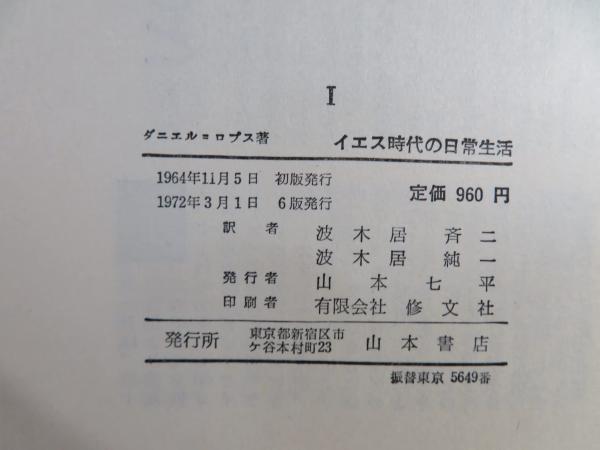 I
ダニエル=ロプス著 イエス時代の日常生活
1964年11月5日 初版発行
1972年3月1日 6版発行
定価 960 円
訳者 波木居 斉二
波木居 純一
発行者 山本七平
印刷者 有限会社 修文社
発行所 東京都新宿区市
ケ谷本村町23 山本書店
振替東京 5649番